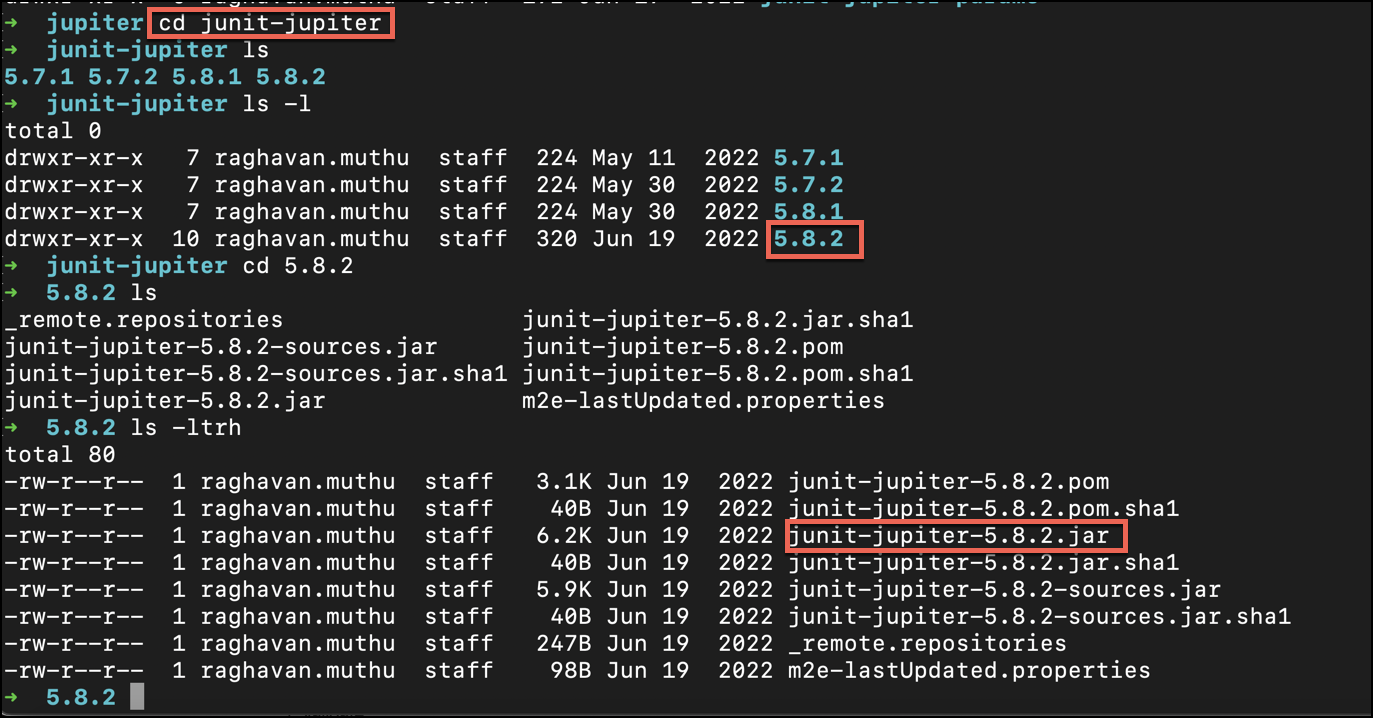 ➜  jupiter cd junit-jupiter
➜  junit-jupiter ls
5.7.1 5.7.2 5.8.1 5.8.2
➜  junit-jupiter ls -l
total 0
drwxr-xr-x   7 raghavan.muthu  staff  224 May 11  2022 5.7.1
drwxr-xr-x   7 raghavan.muthu  staff  224 May 30  2022 5.7.2
drwxr-xr-x   7 raghavan.muthu  staff  224 May 30  2022 5.8.1
drwxr-xr-x  10 raghavan.muthu  staff  320 Jun 19  2022 5.8.2
➜  junit-jupiter cd 5.8.2
➜  5.8.2 ls
_remote.repositories                 junit-jupiter-5.8.2.jar.sha1
junit-jupiter-5.8.2-sources.jar      junit-jupiter-5.8.2.pom
junit-jupiter-5.8.2-sources.jar.sha1 junit-jupiter-5.8.2.pom.sha1
junit-jupiter-5.8.2.jar              m2e-lastUpdated.properties
➜  5.8.2 ls -ltrh
total 80
-rw-r--r--  1 raghavan.muthu  staff   3.1K Jun 19  2022 junit-jupiter-5.8.2.pom
-rw-r--r--  1 raghavan.muthu  staff    40B Jun 19  2022 junit-jupiter-5.8.2.pom.sha1
-rw-r--r--  1 raghavan.muthu  staff   6.2K Jun 19  2022 junit-jupiter-5.8.2.jar
-rw-r--r--  1 raghavan.muthu  staff    40B Jun 19  2022 junit-jupiter-5.8.2.jar.sha1
-rw-r--r--  1 raghavan.muthu  staff   5.9K Jun 19  2022 junit-jupiter-5.8.2-sources.jar
-rw-r--r--  1 raghavan.muthu  staff    40B Jun 19  2022 junit-jupiter-5.8.2-sources.jar.sha1
-rw-r--r--  1 raghavan.muthu  staff   247B Jun 19  2022 _remote.repositories
-rw-r--r--  1 raghavan.muthu  staff    98B Jun 19  2022 m2e-lastUpdated.properties
➜  5.8.2